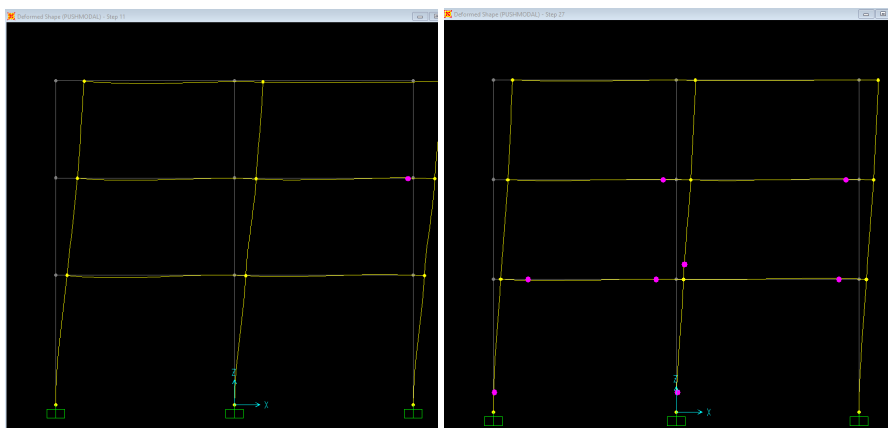 Deformed Shape (PUSHMODAL) - Step 11
Z
X
Deformed Shape (PUSHMODAL) - Step 27
Z
X